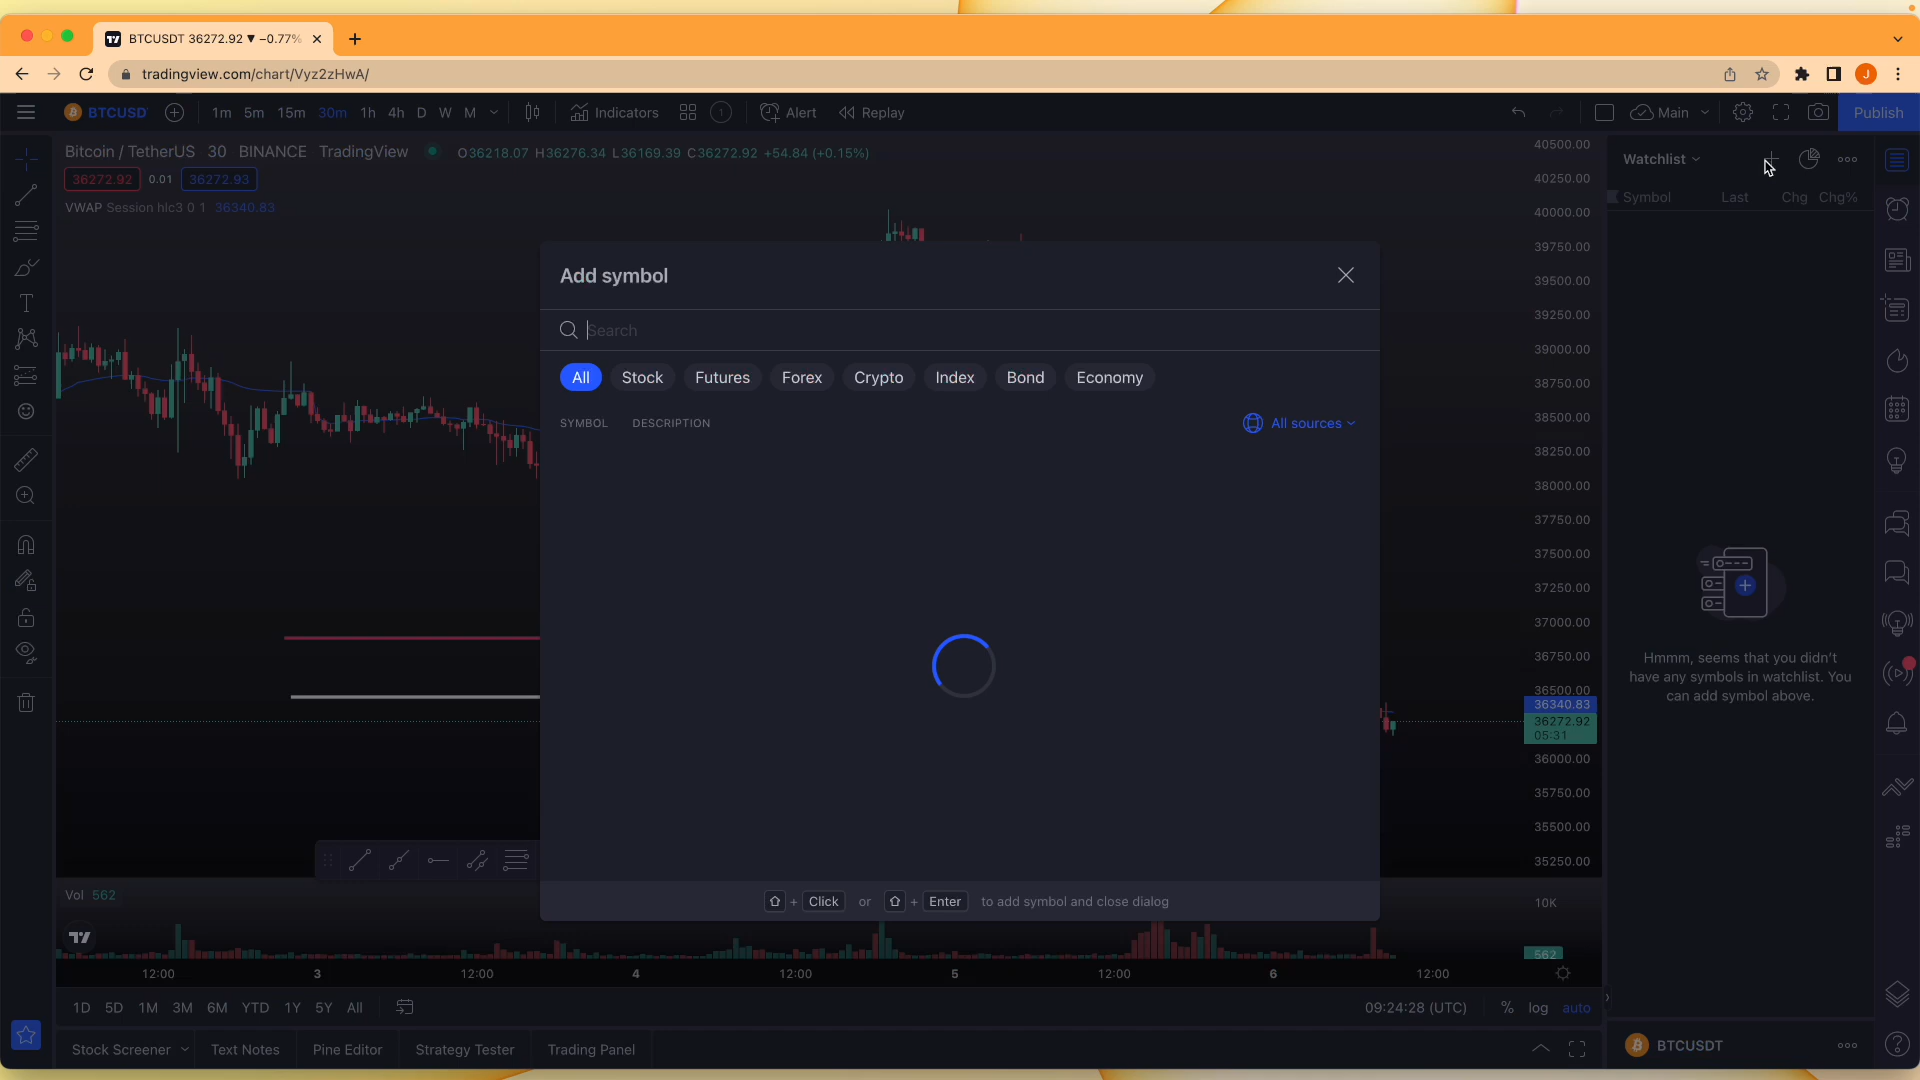 BTCUSDT 36272.92 ▼ −0.77%
tradingview.com/chart/Vyz2zHwA/
J
BTCUSD
1m 5m 15m 30m 1h 4h D W M
Indicators
1
Alert
Replay
Main
Publish
Bitcoin / TetherUS 30 BINANCE TradingView
O36218.07 H36276.34 L36169.39 C36272.92 +54.84 (+0.15%)
36272.92 0.01 36272.93
VWAP Session hlc3 0 1 36340.83
Watchlist
Symbol Last Chg Chg%
Add symbol
Search
All Stock Futures Forex Crypto Index Bond Economy
SYMBOL DESCRIPTION
All sources
+ Click or + Enter to add symbol and close dialog
40500.00
40250.00
40000.00
39750.00
39500.00
39250.00
39000.00
38750.00
38500.00
38250.00
38000.00
37750.00
37500.00
37250.00
37000.00
36750.00
36500.00
36340.83
36272.92
05:31
36000.00
35750.00
35500.00
35250.00
Hmmm, seems that you didn't
have any symbols in watchlist. You
can add symbol above.
Vol 562
10K
562
12:00 3 12:00 4 12:00 5 12:00 6 12:00
1D 5D 1M 3M 6M YTD 1Y 5Y All
09:24:28 (UTC) % log auto
Stock Screener Text Notes Pine Editor Strategy Tester Trading Panel
BTCUSDT